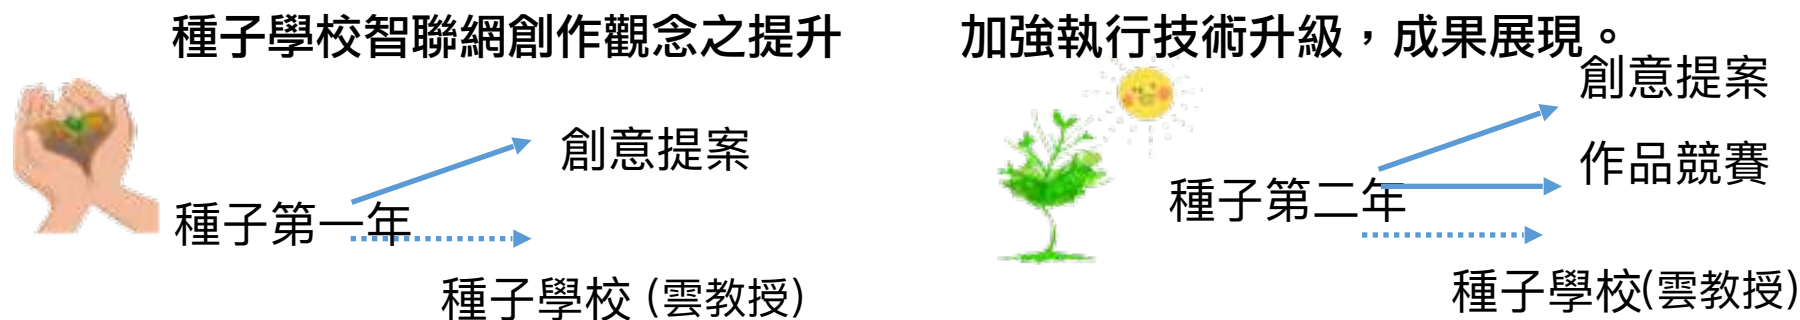 種子學校智聯網創作觀念之提升
創意提案
種子第一年
種子學校 (雲教授)
加強執行技術升級，成果展現。
創意提案
作品競賽
種子第二年
種子學校(雲教授)